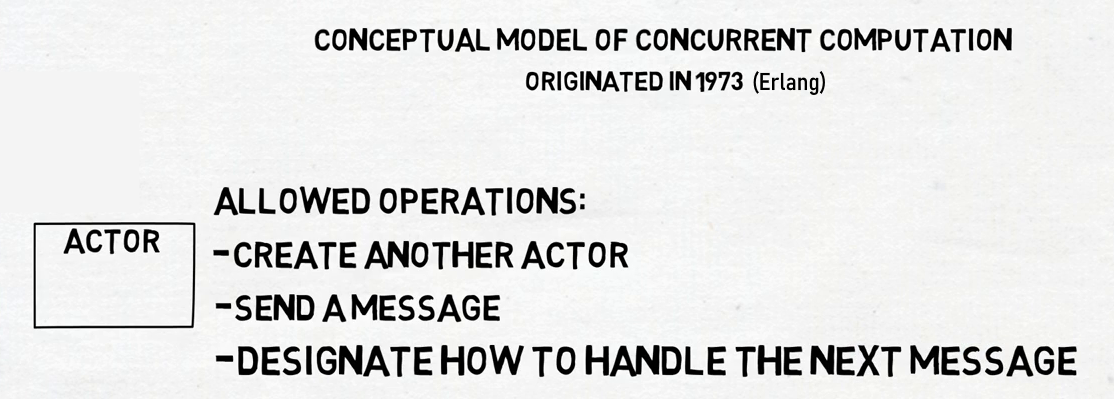 CONCEPTUAL MODEL OF CONCURRENT COMPUTATION
ORIGINATED IN 1973 (Erlang)
ALLOWED OPERATIONS:
ACTOR
-CREATE ANOTHER ACTOR
-SEND A MESSAGE
-DESIGNATE HOW TO HANDLE THE NEXT MESSAGE